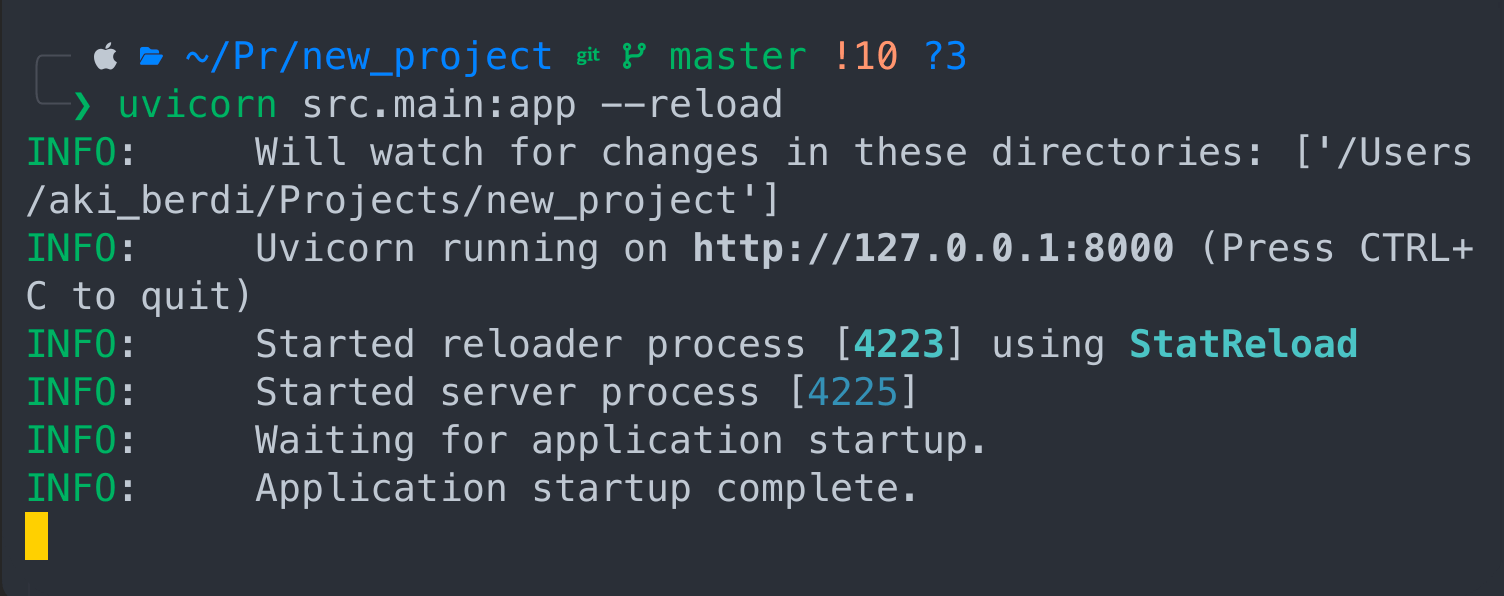 ~/Pr/new_project git master !10 ?3
❯ uvicorn src.main:app --reload
INFO:     Will watch for changes in these directories: ['/Users
/aki_berdi/Projects/new_project']
INFO:     Uvicorn running on http://127.0.0.1:8000 (Press CTRL+
C to quit)
INFO:     Started reloader process [4223] using StatReload
INFO:     Started server process [4225]
INFO:     Waiting for application startup.
INFO:     Application startup complete.